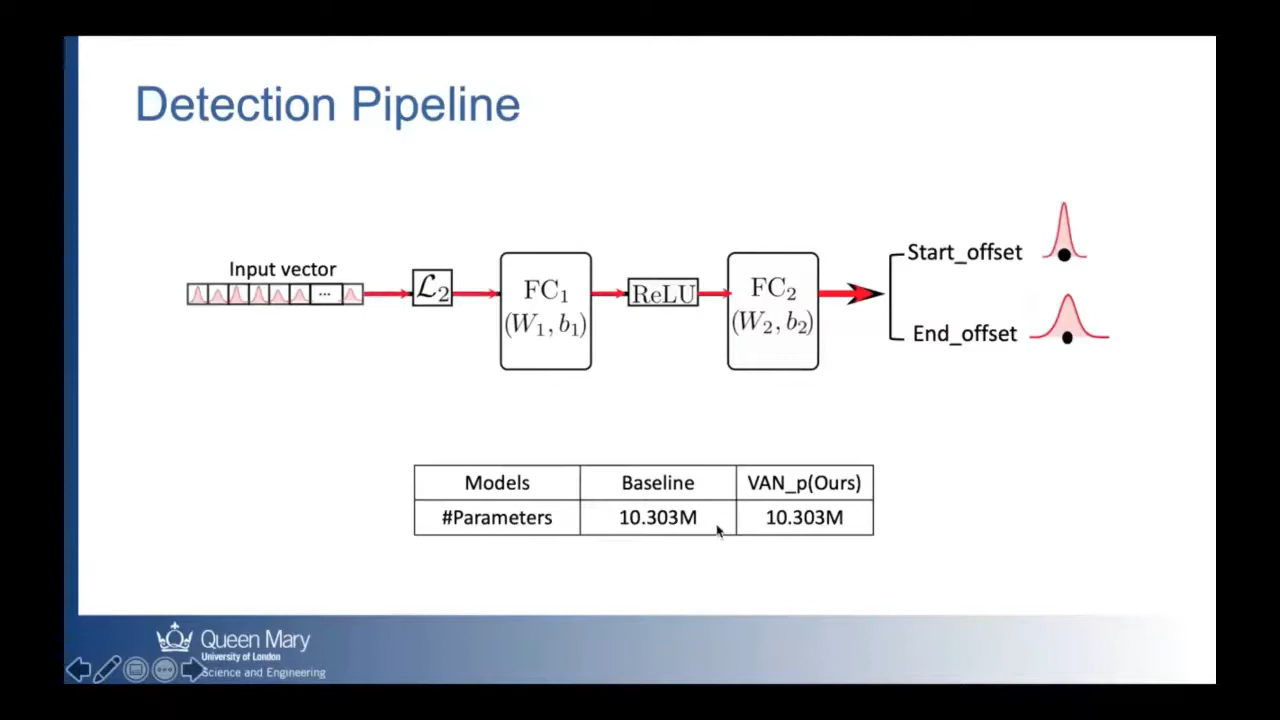 Detection Pipeline
Input vector
...
ℒ₂
FC₁
(W₁, b₁)
ReLU
FC₂
(W₂, b₂)
Start_offset
End_offset
Models Baseline VAN_p(Ours)
#Parameters 10.303M 10.303M
Queen Mary
University of London
Science and Engineering